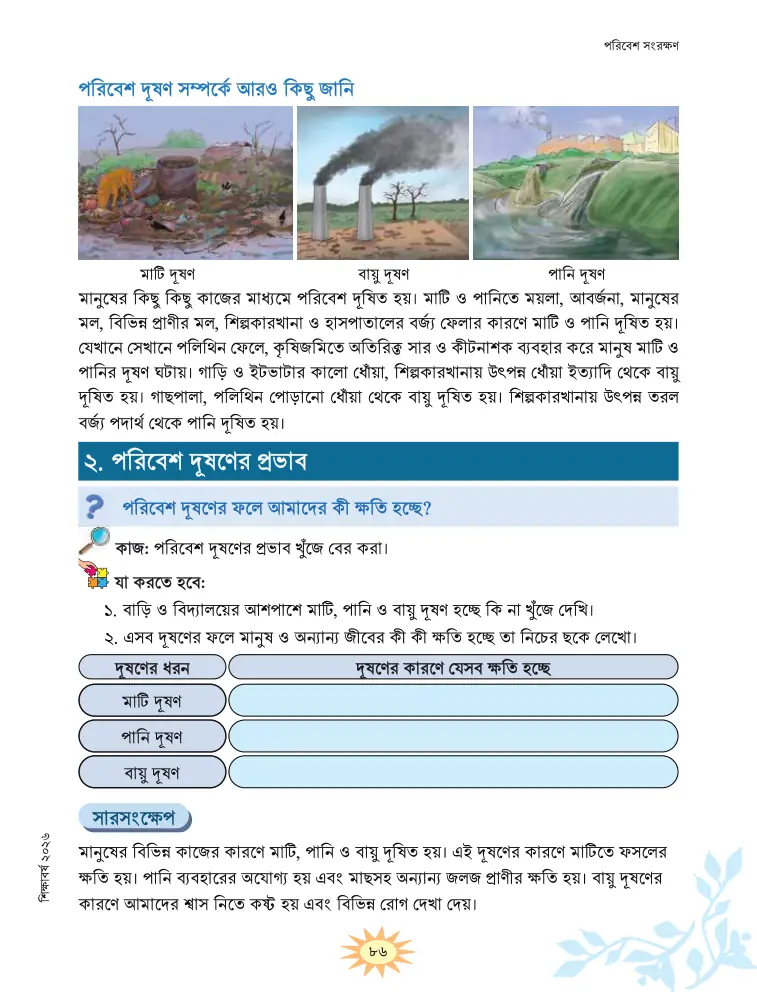 পরিবেশ সংরক্ষণ
পরিবেশ দূষণ সম্পর্কে আরও কিছু জানি
মাটি দূষণ
বায়ু দূষণ
পানি দূষণ
মানুষের কিছু কিছু কাজের মাধ্যমে পরিবেশ দূষিত হয়। মাটি ও পানিতে ময়লা, আবর্জনা, মানুষের
মল, বিভিন্ন প্রাণীর মল, শিল্পকারখানা ও হাসপাতালের বর্জ্য ফেলার কারণে মাটি ও পানি দূষিত হয়।
যেখানে সেখানে পলিথিন ফেলে, কৃষিজমিতে অতিরিক্ত সার ও কীটনাশক ব্যবহার করে মানুষ মাটি ও
পানির দূষণ ঘটায়। গাড়ি ও ইটভাটার কালো ধোঁয়া, শিল্পকারখানায় উৎপন্ন ধোঁয়া ইত্যাদি থেকে বায়ু
দূষিত হয়। গাছপালা, পলিথিন পোড়ানো ধোঁয়া থেকে বায়ু দূষিত হয়। শিল্পকারখানায় উৎপন্ন তরল
বর্জ্য পদার্থ থেকে পানি দূষিত হয়।
২. পরিবেশ দূষণের প্রভাব
? পরিবেশ দূষণের ফলে আমাদের কী ক্ষতি হচ্ছে?
কাজ: পরিবেশ দূষণের প্রভাব খুঁজে বের করা।
যা করতে হবে:
১. বাড়ি ও বিদ্যালয়ের আশপাশে মাটি, পানি ও বায়ু দূষণ হচ্ছে কি না খুঁজে দেখি।
২. এসব দূষণের ফলে মানুষ ও অন্যান্য জীবের কী কী ক্ষতি হচ্ছে তা নিচের ছকে লেখো।
দূষণের ধরন
দূষণের কারণে যেসব ক্ষতি হচ্ছে
মাটি দূষণ
পানি দূষণ
বায়ু দূষণ
সারসংক্ষেপ
মানুষের বিভিন্ন কাজের কারণে মাটি, পানি ও বায়ু দূষিত হয়। এই দূষণের কারণে মাটিতে ফসলের
ক্ষতি হয়। পানি ব্যবহারের অযোগ্য হয় এবং মাছসহ অন্যান্য জলজ প্রাণীর ক্ষতি হয়। বায়ু দূষণের
কারণে আমাদের শ্বাস নিতে কষ্ট হয় এবং বিভিন্ন রোগ দেখা দেয়।
শিক্ষাবর্ষ ২০২৬
৮৬